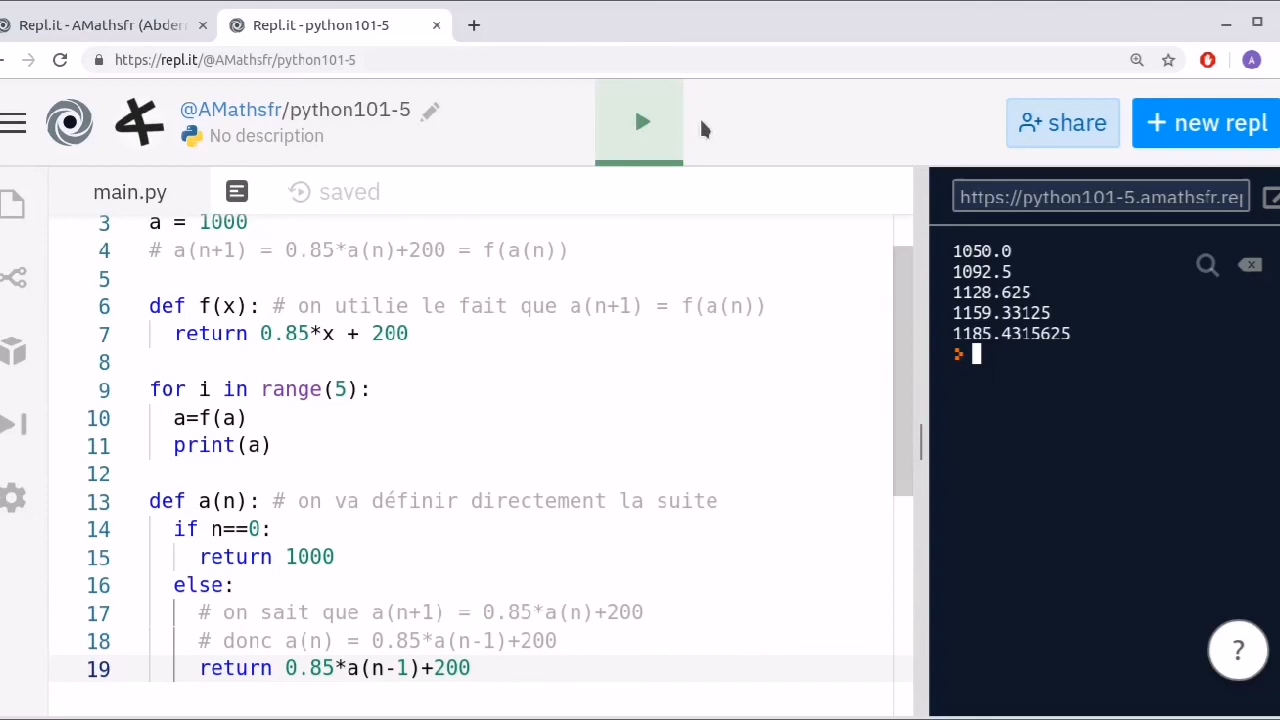 Repl.it - AMathsfr (Abder
Repl.it - python101-5
https://repl.it/@AMathsfr/python101-5
A
@AMathsfr/python101-5
No description
share
+ new repl
main.py
saved
https://python101-5.amathsfr.rep
3 a = 1000
4 # a(n+1) = 0.85*a(n)+200 = f(a(n))
5
6 def f(x): # on utilie le fait que a(n+1) = f(a(n))
7 return 0.85*x + 200
8
9 for i in range(5):
10 a=f(a)
11 print(a)
12
13 def a(n): # on va définir directement la suite
14 if n==0:
15 return 1000
16 else:
17 # on sait que a(n+1) = 0.85*a(n)+200
18 # donc a(n) = 0.85*a(n-1)+200
19 return 0.85*a(n-1)+200
1050.0
1092.5
1128.625
1159.33125
1185.4315625
?